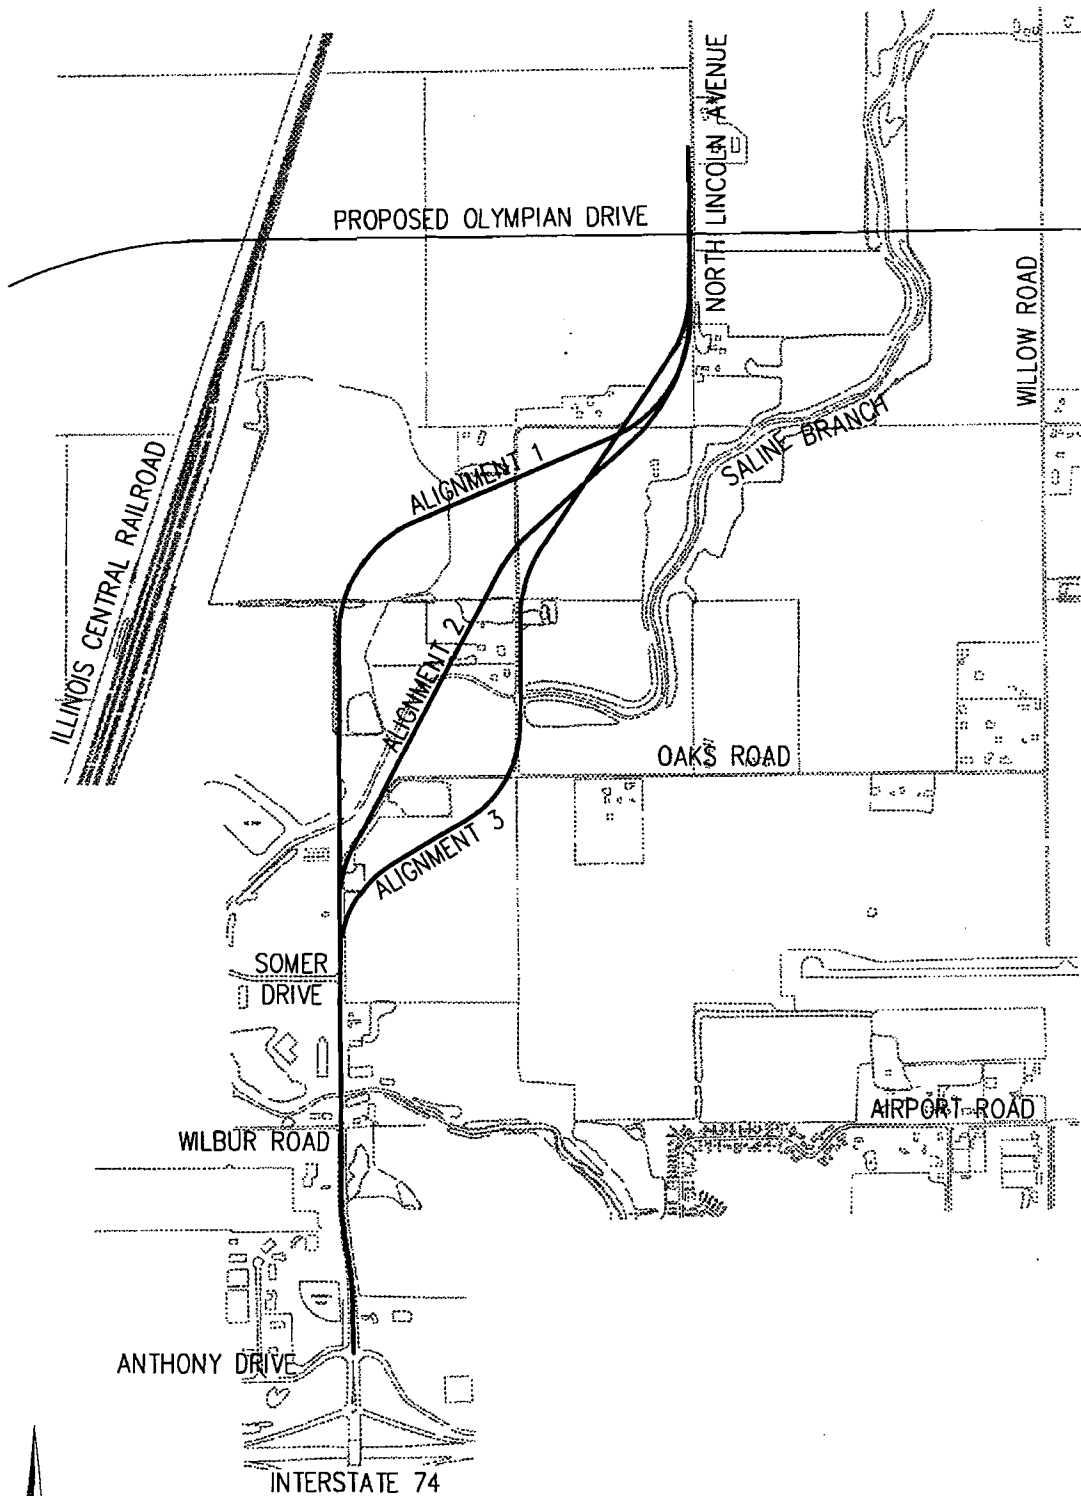 NORTH LINCOLN AVENUE
PROPOSED OLYMPIAN DRIVE
WILLOW ROAD
SALINE BRANCH
ALIGNMENT 1
ILLINOIS CENTRAL RAILROAD
ALIGNMENT 2
OAKS ROAD
ALIGNMENT 3
SOMER
DRIVE
AIRPORT ROAD
WILBUR ROAD
ANTHONY DRIVE
INTERSTATE 74